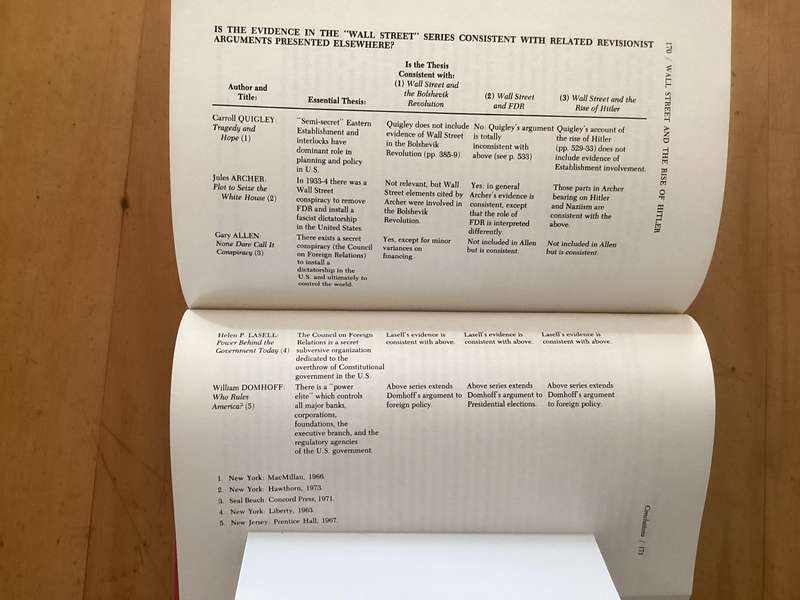 IS THE EVIDENCE IN THE "WALL STREET" SERIES CONSISTENT WITH RELATED REVISIONIST
ARGUMENTS PRESENTED ELSEWHERE?
170 / WALL STREET AND THE RISE OF HITLER
Author and
Title:
Essential Thesis:
Is the Thesis
Consistent with:
(1) Wall Street and
the Bolshevik
Revolution
(2) Wall Street
and FDR
(3) Wall Street and the
Rise of Hitler
Carroll QUIGLEY:
Tragedy and
Hope (1)
"Semi-secret" Eastern
Establishment and
interlocks have
dominant role in
planning and policy
in U.S.
Quigley does not include
evidence of Wall Street
in the Bolshevik
Revolution (pp. 385-9)
No: Quigley's argument
is totally
inconsistent with
above (see p. 533)
Quigley's account of
the rise of Hitler
(pp. 529-33) does not
include evidence of
Establishment involvement.
Jules ARCHER:
Plot to Seize the
White House (2)
In 1933-4 there was a
Wall Street
conspiracy to remove
FDR and install a
fascist dictatorship
in the United States.
Not relevant, but Wall
Street elements cited by
Archer were involved in
the Bolshevik
Revolution.
Yes: in general
Archer's evidence is
consistent, except
that the role of
FDR is interpreted
differently.
Those parts in Archer
bearing on Hitler
and Naziism are
consistent with the
above.
Gary ALLEN:
None Dare Call It
Conspiracy (3)
There exists a secret
conspiracy (the Council
on Foreign Relations)
to install a
dictatorship in the
U.S. and ultimately to
control the world.
Yes, except for minor
variances on
financing.
Not included in Allen
but is consistent.
Not included in Allen
but is consistent.
Helen P. LASELL:
Power Behind the
Government Today (4)
The Council on Foreign
Relations is a secret
subversive organization
dedicated to the
overthrow of Constitutional
government in the U.S.
Lasell's evidence is
consistent with above.
Lasell's evidence is
consistent with above.
Lasell's evidence is
consistent with above.
William DOMHOFF:
Who Rules
America? (5)
There is a "power
elite" which controls
all major banks,
corporations,
foundations, the
executive branch, and the
regulatory agencies
of the U.S. government.
Above series extends
Domhoff's argument to
foreign policy.
Above series extends
Domhoff's argument to
Presidential elections.
Above series extends
Domhoff's argument
to foreign policy.
1. New York: MacMillan, 1966.
2. New York: Hawthorn, 1973.
3. Seal Beach: Concord Press, 1971.
4. New York: Liberty, 1963.
5. New Jersey: Prentice Hall, 1967.
Conclusions / 173